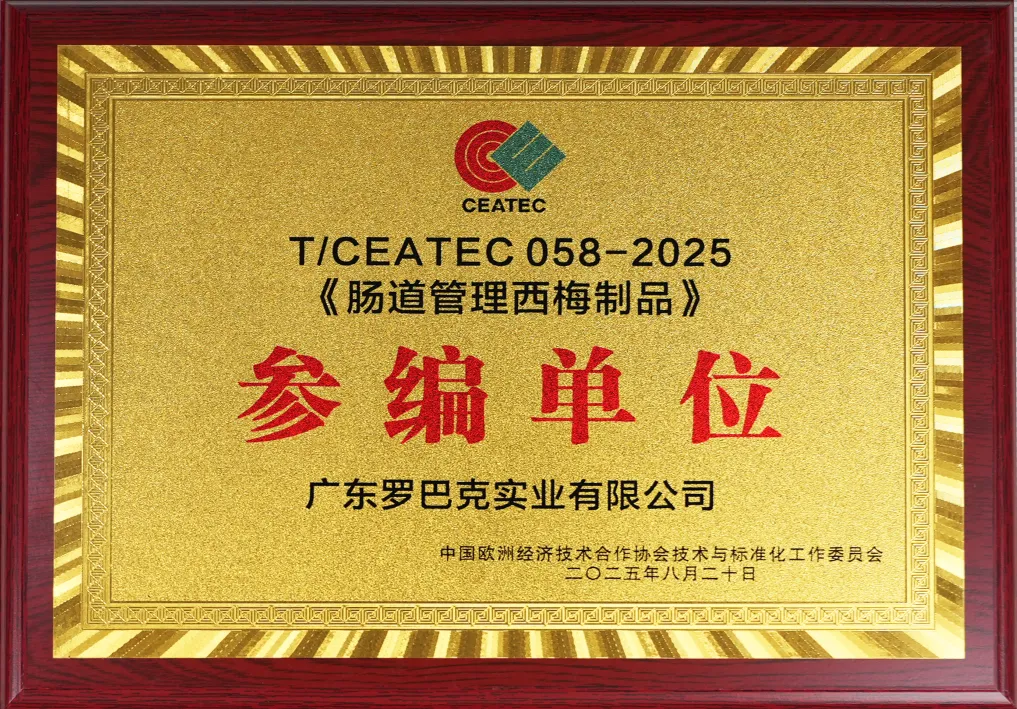 CEATEC
T/CEATEC 058-2025
《肠道管理西梅制品》
参编单位
广东罗巴克实业有限公司
中国欧洲经济技术合作协会技术与标准化工作委员会
二〇二五年八月二十日